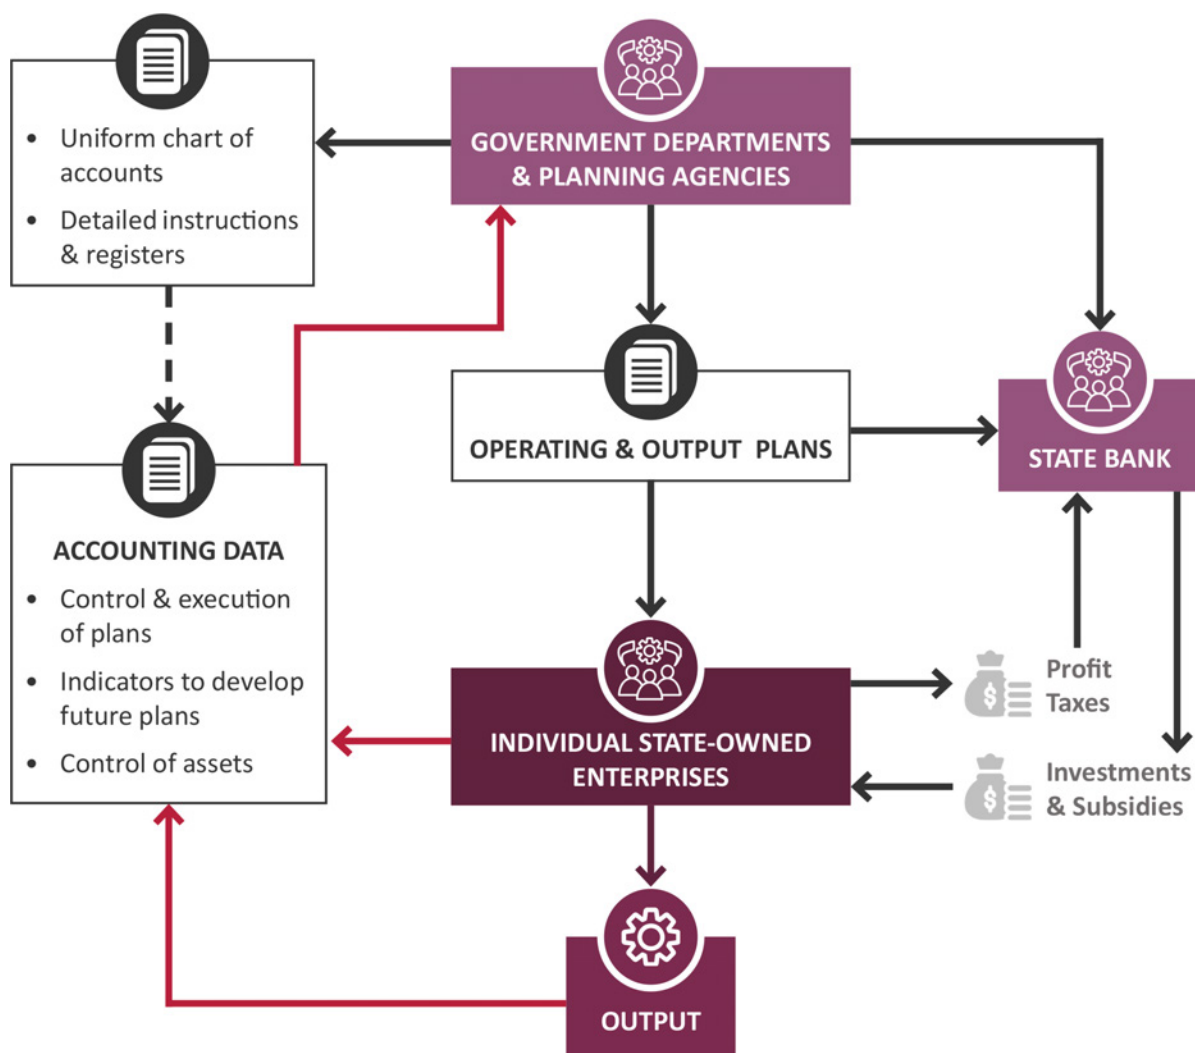 • Uniform chart of
accounts
• Detailed instructions
& registers
GOVERNMENT DEPARTMENTS
& PLANNING AGENCIES
OPERATING & OUTPUT PLANS
STATE BANK
ACCOUNTING DATA
• Control & execution
of plans
• Indicators to develop
future plans
• Control of assets
INDIVIDUAL STATE-OWNED
ENTERPRISES
$ Profit
Taxes
$ Investments
& Subsidies
OUTPUT